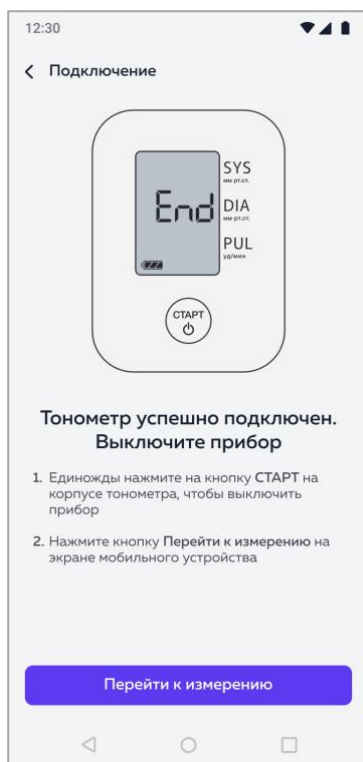 12:30
Подключение
SYS
мм рт.ст.
End
DIA
мм рт.ст.
PUL
уд/мин
СТАРТ
Тонометр успешно подключен.
Выключите прибор
1. Единожды нажмите на кнопку СТАРТ на
корпусе тонометра, чтобы выключить
прибор
2. Нажмите кнопку Перейти к измерению на
экране мобильного устройства
Перейти к измерению